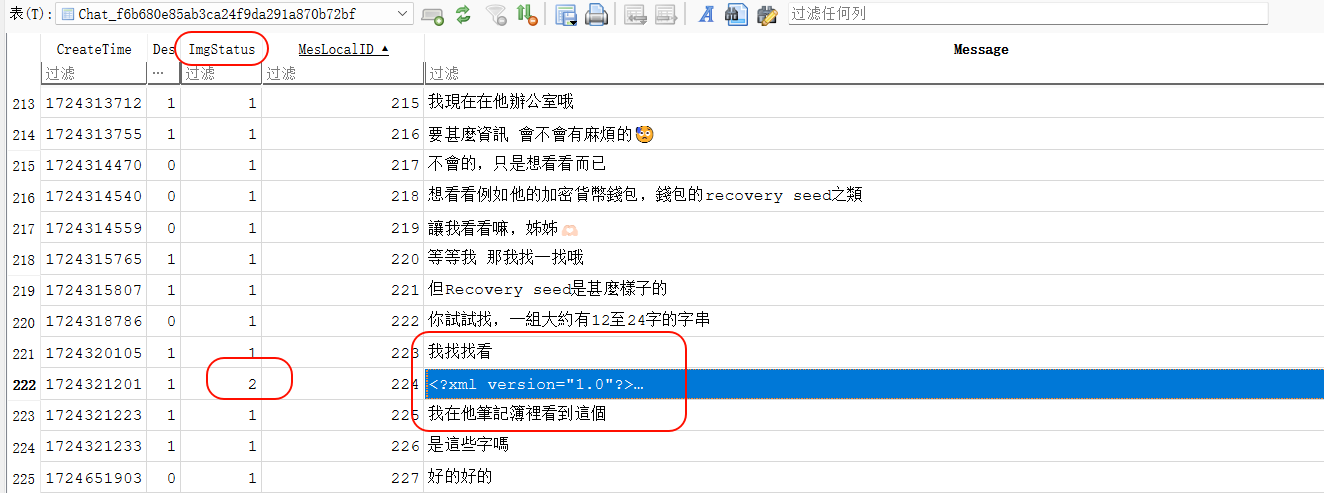 表(T): Chat_f6b680e85ab3ca24f9da291a870b72bf 过滤任何列
CreateTime Des ImgStatus MesLocalID Message
过滤 … 过滤 过滤 过滤
213 1724313712 1 1 215 我現在在他辦公室哦
214 1724313755 1 1 216 要甚麼資訊 會不會有麻煩的😰
215 1724314470 0 1 217 不會的，只是想看看而已
216 1724314540 0 1 218 想看看例如他的加密貨幣錢包，錢包的recovery seed之類
217 1724314559 0 1 219 讓我看看嘛，姊姊🫶🏻
218 1724315765 1 1 220 等等我 那我找一找哦
219 1724315807 1 1 221 但Recovery seed是甚麼樣子的
220 1724318786 0 1 222 你試試找，一組大約有12至24字的字串
221 1724320105 1 1 223 我找找看
222 1724321201 1 2 224 <?xml version="1.0"?>…
223 1724321223 1 1 225 我在他筆記簿裡看到這個
224 1724321233 1 1 226 是這些字嗎
225 1724651903 0 1 227 好的好的